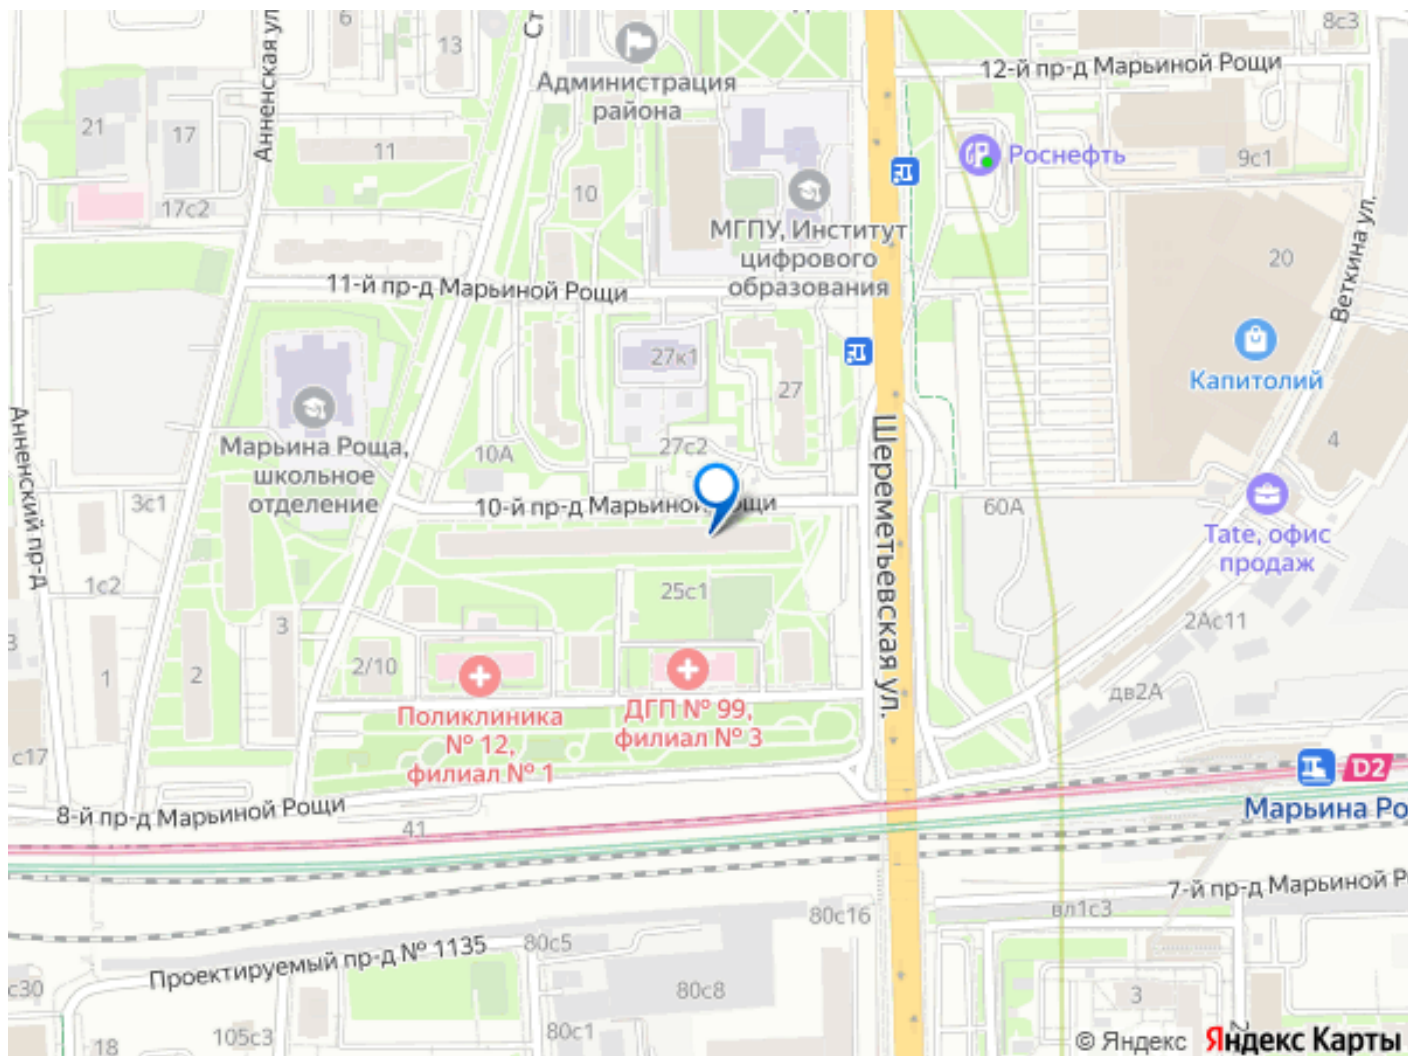 Анненская ул.
6
13
Ст
Администрация
района
8с3
12-й пр-д Марьиной Рощи
21
17
11
Роснефть
9с1
17с2
10
МГПУ, Институт
цифрового
образования
20
Веткина ул.
11-й пр-д Марьиной Рощи
27к1
27
Капитолий
Марьина Роща,
школьное
отделение
10А
27с2
4
Анненский пр-д
3с1
10-й пр-д Марьиной Рощи
Шереметьевская ул.
60А
Tate, офис
продаж
1с2
25с1
2Ас11
3
3
2/10
1
2
дв2А
Поликлиника
№ 12,
филиал № 1
ДГП № 99,
филиал № 3
с17
D2
8-й пр-д Марьиной Рощи
41
Марьина Ро
7-й пр-д Марьиной Р
80с16
вл1с3
Проектируемый пр-д № 1135
80с5
с30
80с8
3
18
105с3
80с1
© Яндекс Яндекс Карты